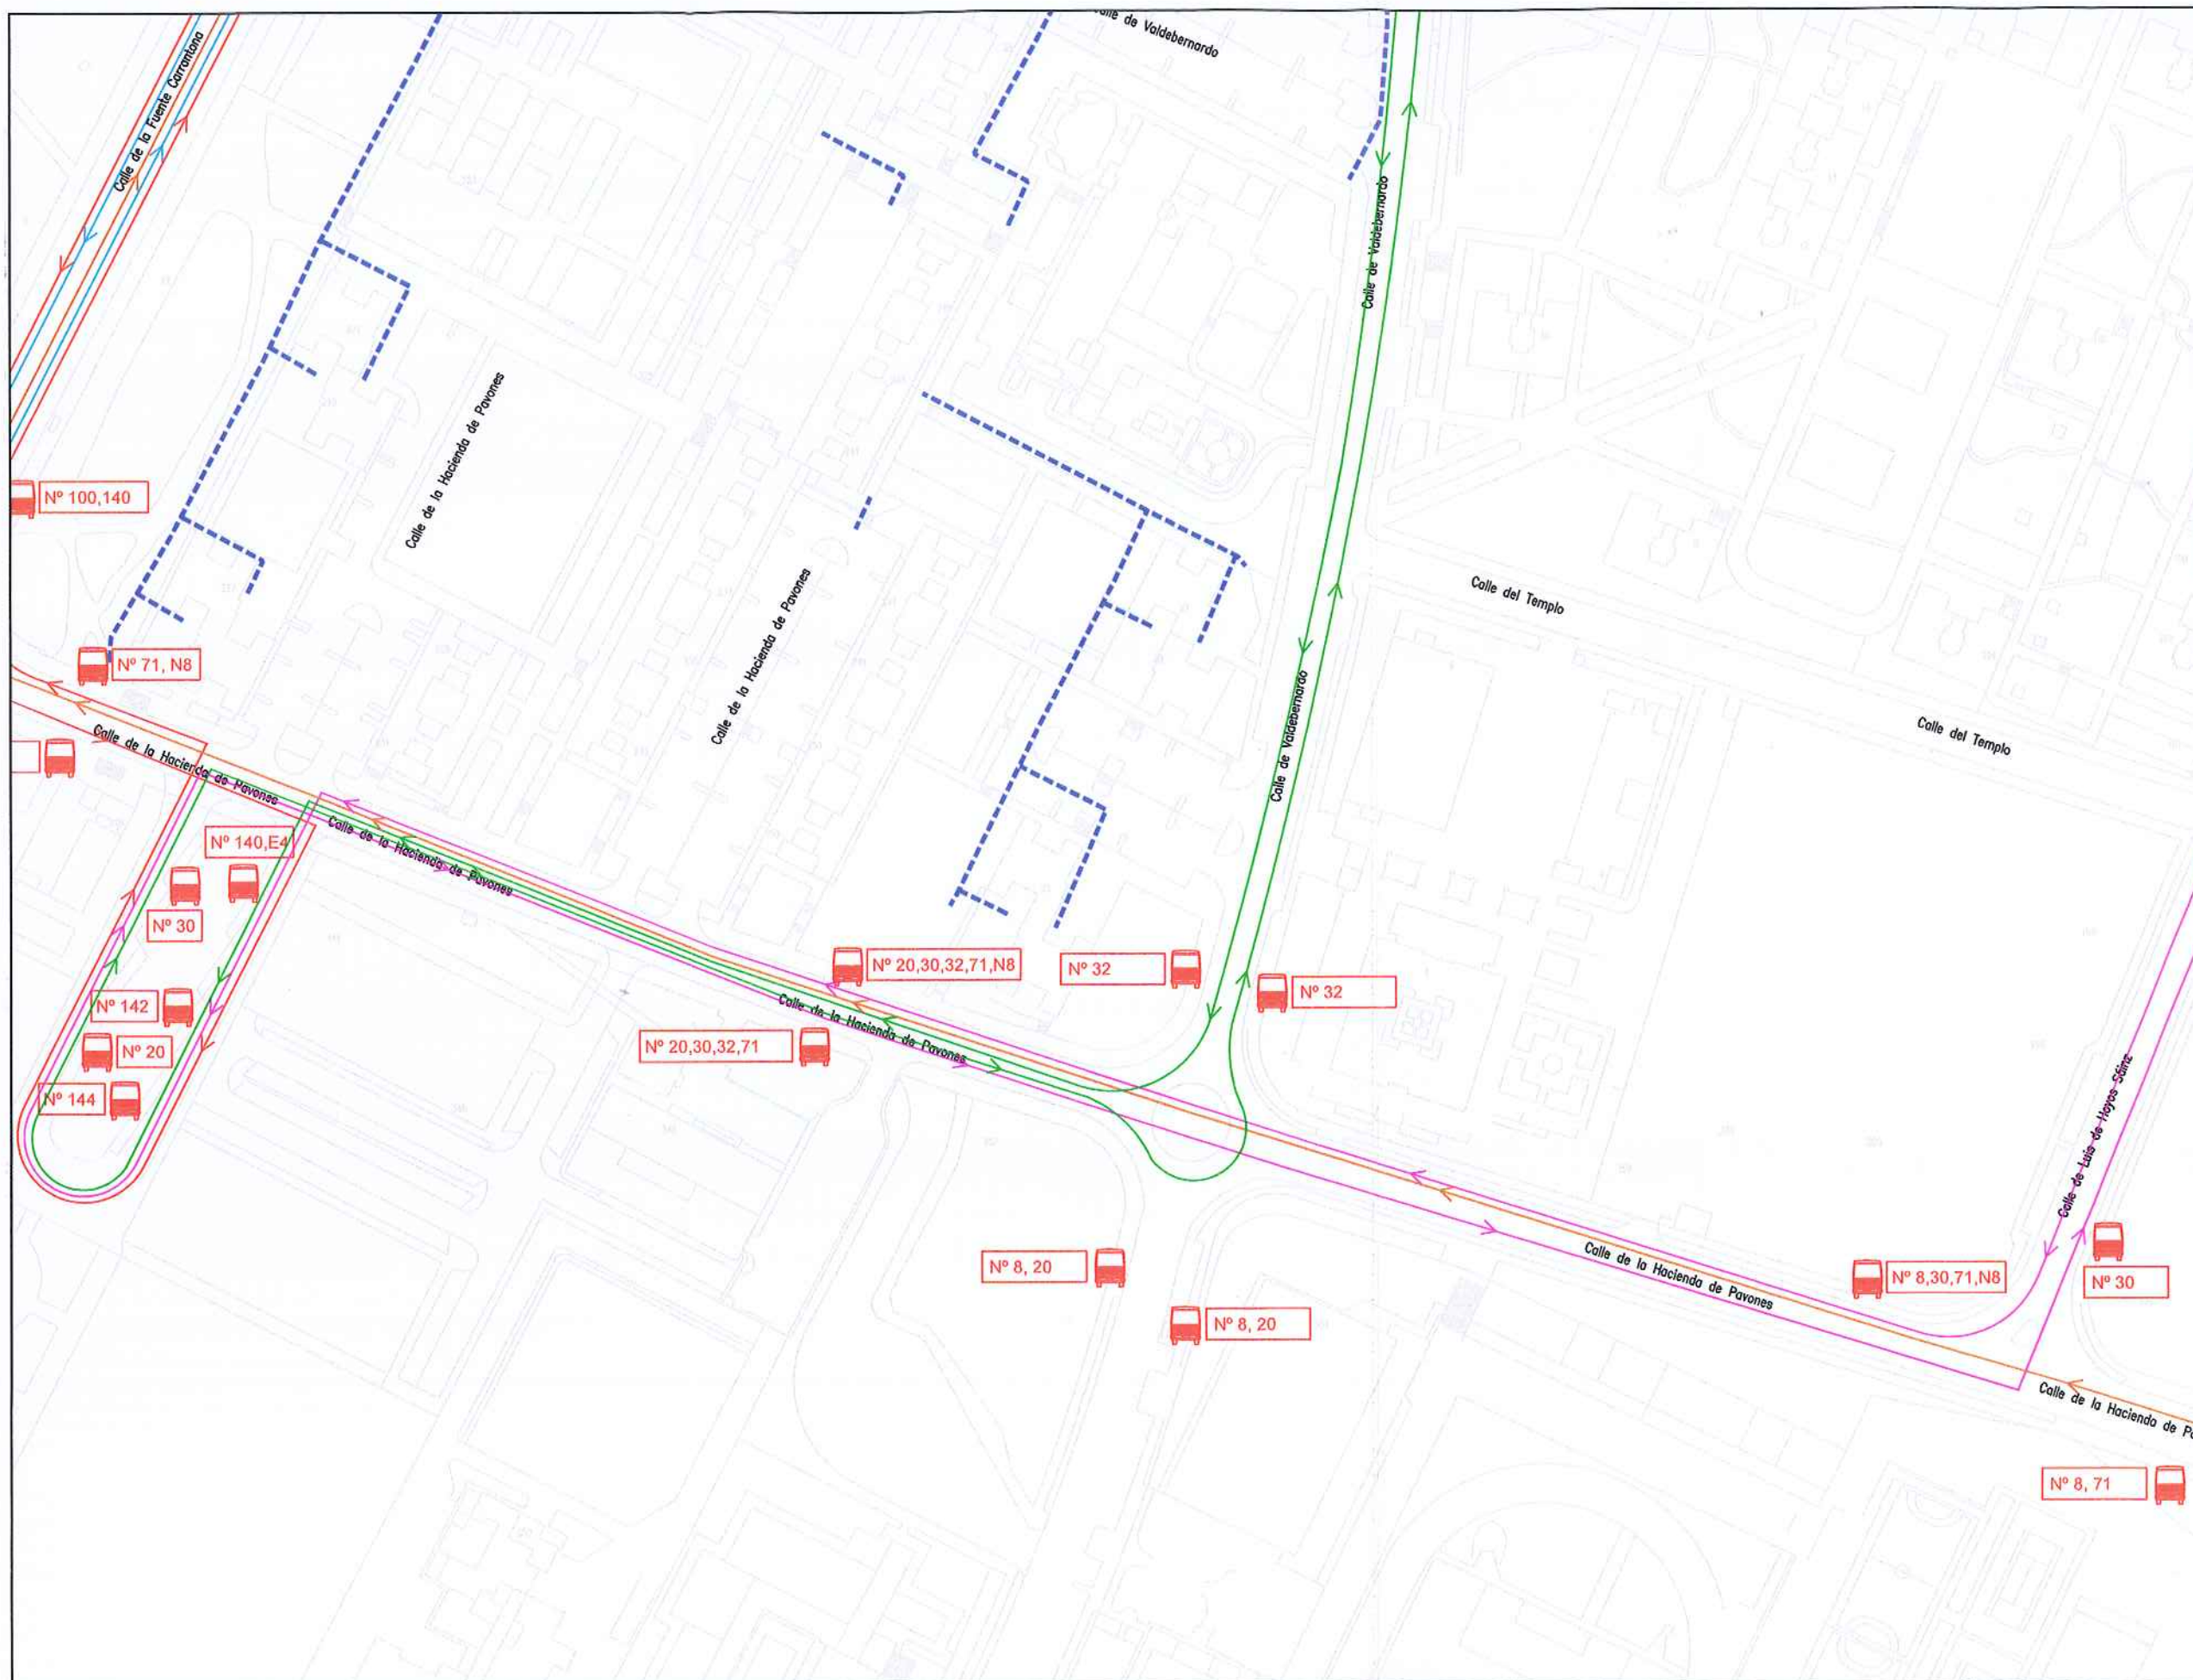 Calle de Valdebernardo
Calle de la Fuente Carrantona
Calle de Valdebernardo
Calle de la Hacienda de Pavones
Nº 100,140
Calle del Templo
Calle de la Hacienda de Pavones
Nº 71, N8
Calle de Valdebernardo
Calle del Templo
Calle de la Hacienda de Pavones
Calle de la Hacienda de Pavones
Nº 140,E4
Nº 30
Nº 20,30,32,71,N8
Nº 32
Nº 32
Nº 142
Calle de la Hacienda de Pavones
Nº 20,30,32,71
Nº 20
Nº 144
Calle de Luis de Hoyos Sáinz
Nº 8, 20
Calle de la Hacienda de Pavones
Nº 8,30,71,N8
Nº 30
Nº 8, 20
Calle de la Hacienda de
Nº 8, 71